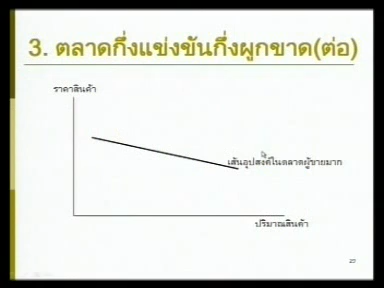 3. ตลาดกึ่งแข่งขันกึ่งผูกขาด(ต่อ)
ราคาสินค้า
เส้นอุปสงค์ในตลาดผู้ขายมาก
ปริมาณสินค้า
27